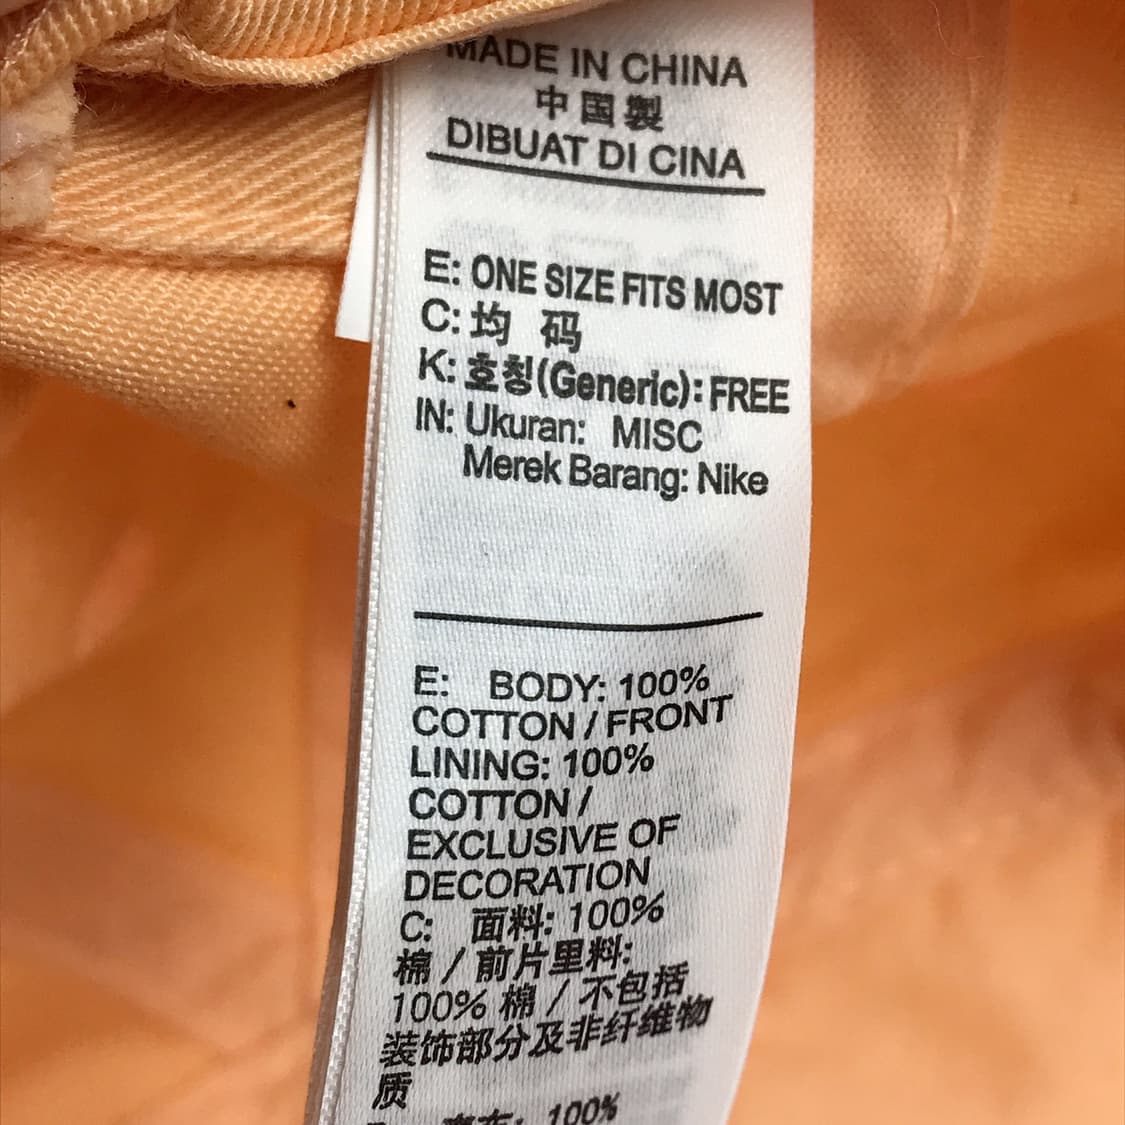 MADE IN CHINA
中国製
DIBUAT DI CINA
E: ONE SIZE FITS MOST
C: 均 码
K: 호칭(Generic): FREE
IN: Ukuran: MISC
Merek Barang: Nike
E: BODY: 100%
COTTON / FRONT
LINING: 100%
COTTON /
EXCLUSIVE OF
DECORATION
C: 面料: 100%
棉 / 前片里料:
100% 棉 / 不包括
装饰部分及非纤维物
质
100%